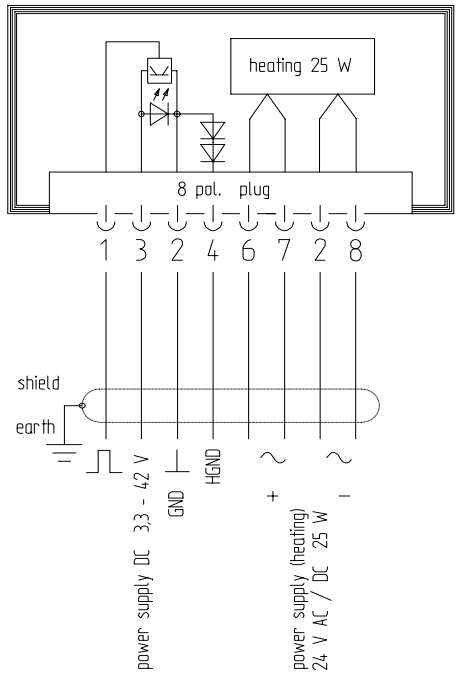 heating 25 W
8 pol. plug
1 3 2 4 6 7 2 8
shield
earth
power supply DC 3,3 - 42 V
GND
HGND
+
−
power supply (heating)
24 V AC / DC 25 W